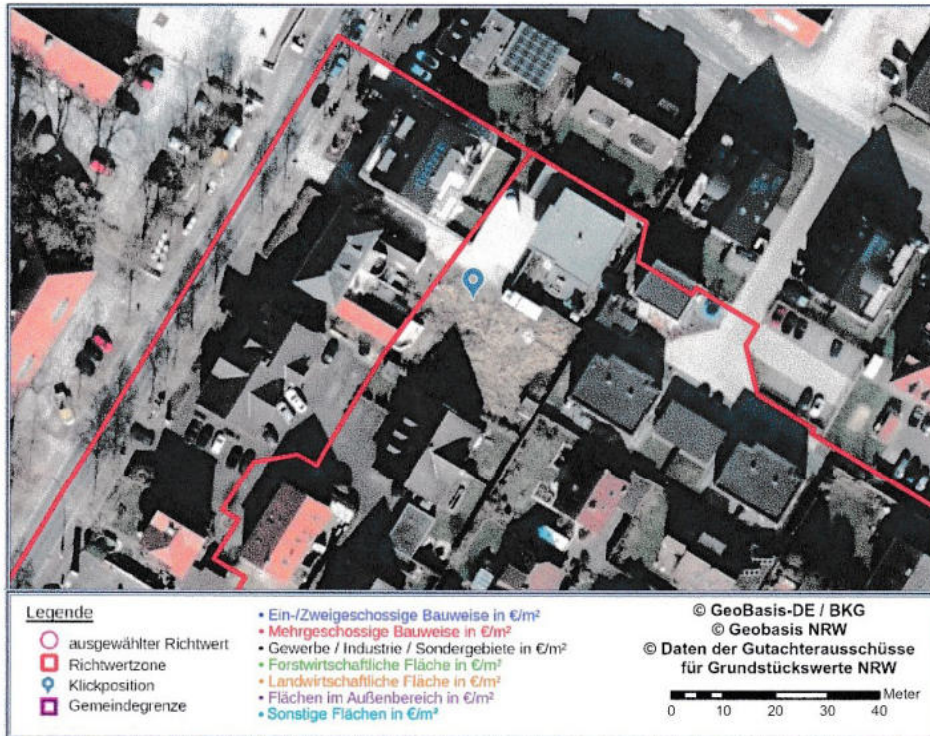 Legende
ausgewählter Richtwert
Richtwertzone
Klickposition
Gemeindegrenze
• Ein-/Zweigeschossige Bauweise in €/m²
• Mehrgeschossige Bauweise in €/m²
• Gewerbe / Industrie / Sondergebiete in €/m²
• Forstwirtschaftliche Fläche in €/m²
• Landwirtschaftliche Fläche in €/m²
• Flächen im Außenbereich in €/m²
• Sonstige Flächen in €/m²
© GeoBasis-DE / BKG
© Geobasis NRW
© Daten der Gutachterausschüsse
für Grundstückswerte NRW
Meter
0 10 20 40